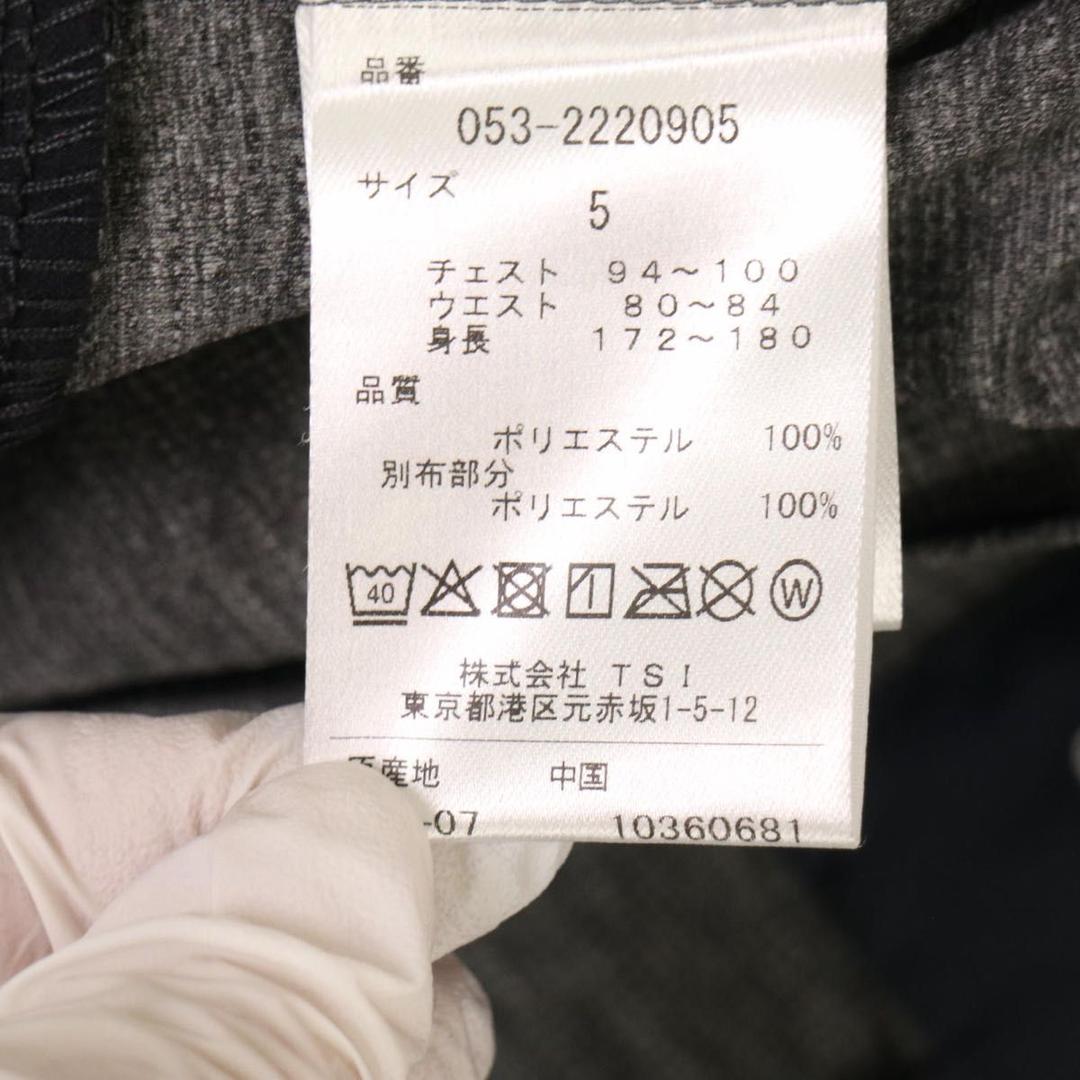 品番
053-2220905
サイズ
5
チェスト 94～100
ウエスト 80～84
身長 172～180
品質
ポリエステル 100%
別布部分
ポリエステル 100%
40 W
株式会社 TSI
東京都港区元赤坂1-5-12
原産地 中国
-07 10360681